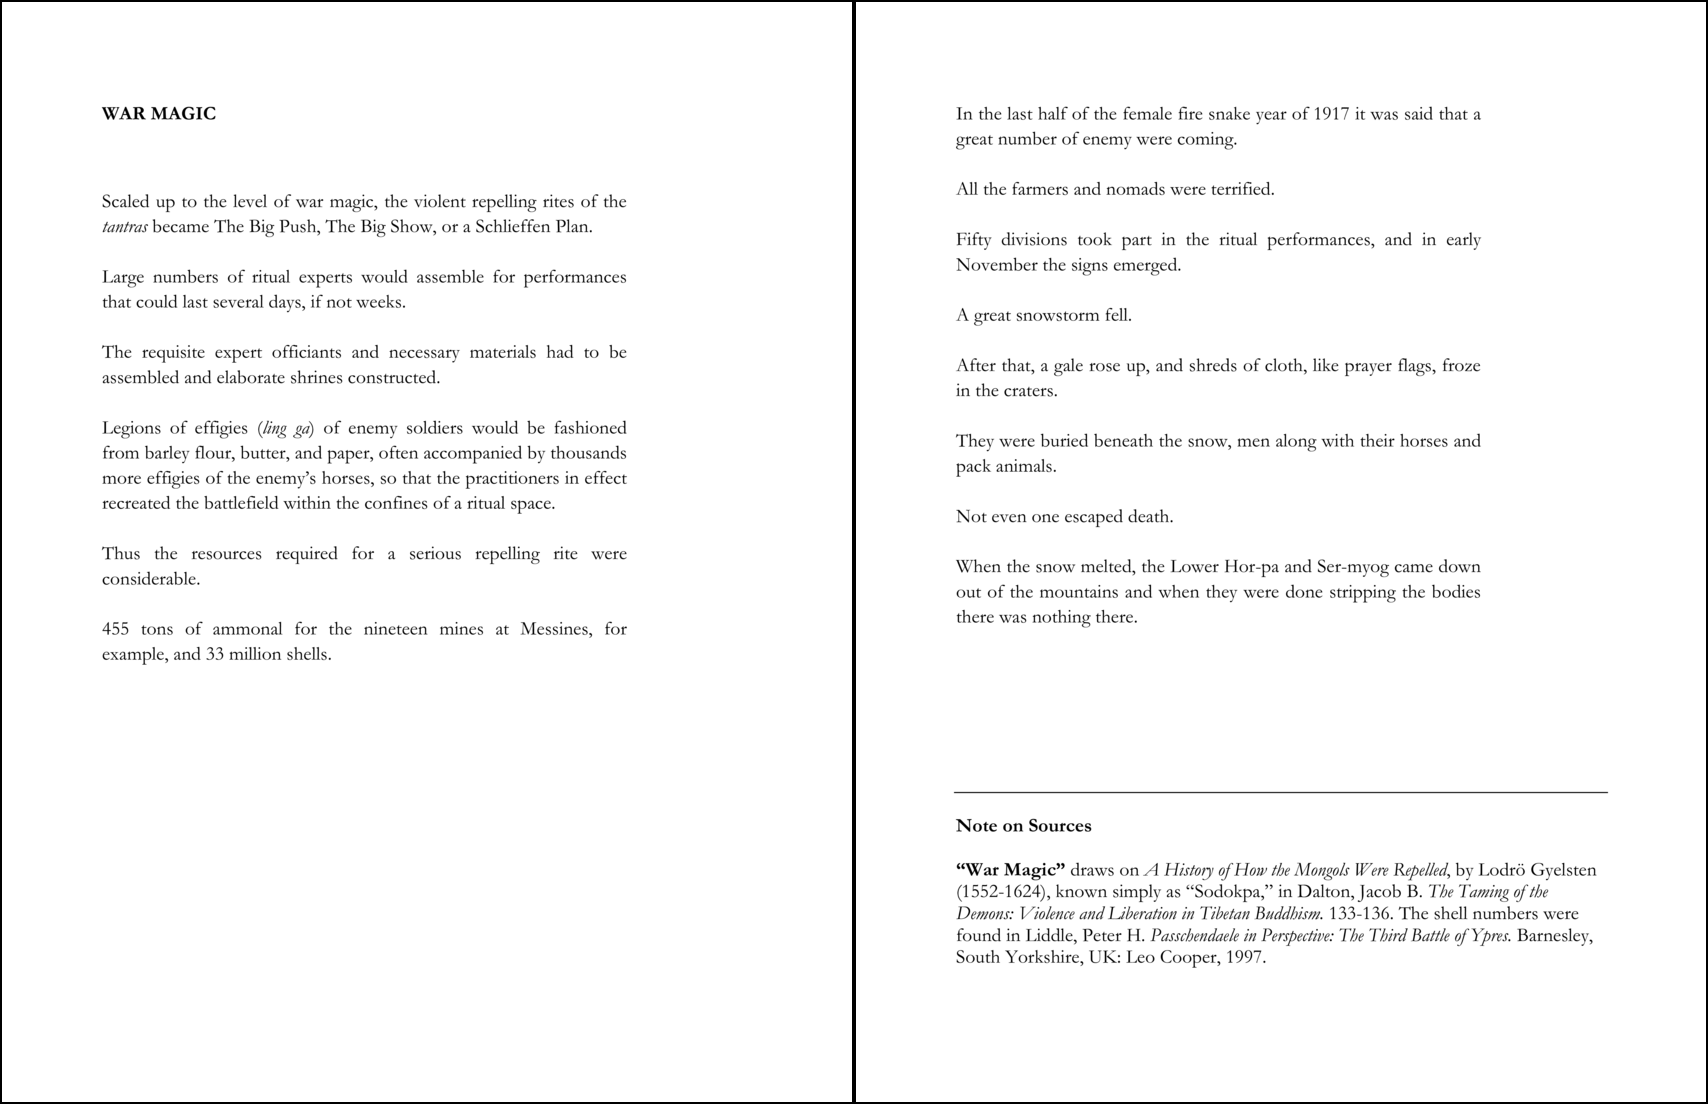 WAR MAGIC
Scaled up to the level of war magic, the violent repelling rites of the
tantras became The Big Push, The Big Show, or a Schlieffen Plan.
Large numbers of ritual experts would assemble for performances
that could last several days, if not weeks.
The requisite expert officiants and necessary materials had to be
assembled and elaborate shrines constructed.
Legions of effigies (ling ga) of enemy soldiers would be fashioned
from barley flour, butter, and paper, often accompanied by thousands
more effigies of the enemy’s horses, so that the practitioners in effect
recreated the battlefield within the confines of a ritual space.
Thus the resources required for a serious repelling rite were
considerable.
455 tons of ammonal for the nineteen mines at Messines, for
example, and 33 million shells.
In the last half of the female fire snake year of 1917 it was said that a
great number of enemy were coming.
All the farmers and nomads were terrified.
Fifty divisions took part in the ritual performances, and in early
November the signs emerged.
A great snowstorm fell.
After that, a gale rose up, and shreds of cloth, like prayer flags, froze
in the craters.
They were buried beneath the snow, men along with their horses and
pack animals.
Not even one escaped death.
When the snow melted, the Lower Hor-pa and Ser-myog came down
out of the mountains and when they were done stripping the bodies
there was nothing there.
Note on Sources
“War Magic” draws on A History of How the Mongols Were Repelled, by Lodrö Gyelsten
(1552-1624), known simply as “Sodokpa,” in Dalton, Jacob B. The Taming of the
Demons: Violence and Liberation in Tibetan Buddhism. 133-136. The shell numbers were
found in Liddle, Peter H. Passchendaele in Perspective: The Third Battle of Ypres. Barnesley,
South Yorkshire, UK: Leo Cooper, 1997.